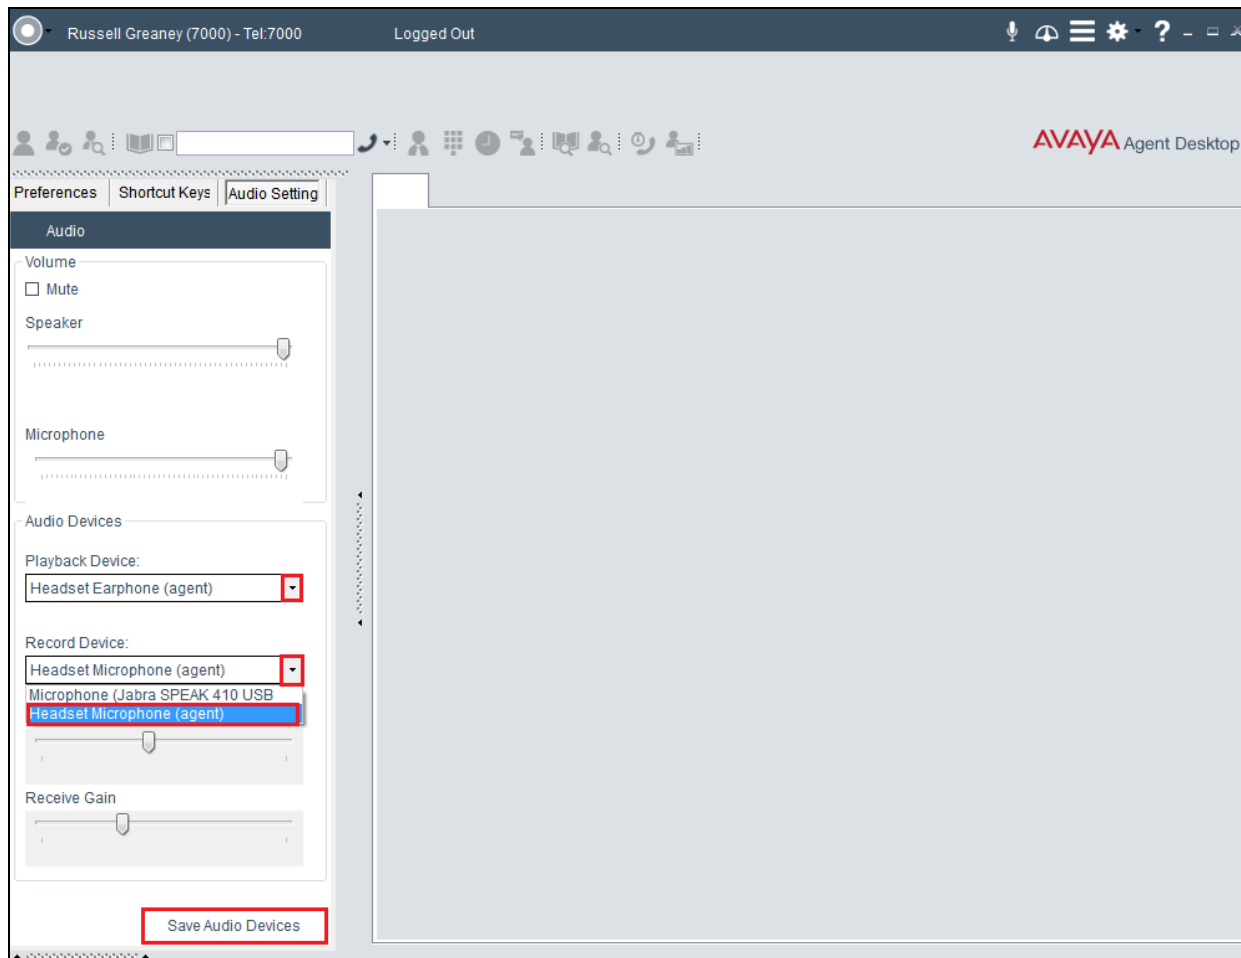 Russell Greaney (7000) - Tel:7000
Logged Out
?
AVAYA Agent Desktop
Preferences
Shortcut Keys
Audio Setting
Audio
Volume
Mute
Speaker
Microphone
Audio Devices
Playback Device:
Headset Earphone (agent)
Record Device:
Headset Microphone (agent)
Microphone (Jabra SPEAK 410 USB
Headset Microphone (agent)
Receive Gain
Save Audio Devices